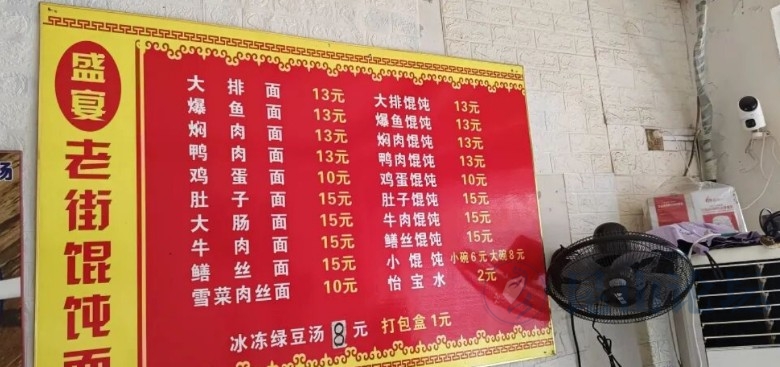 盛宴
老街馄饨面
大排面 13元
爆鱼面 13元
焖肉面 13元
鸭肉面 13元
鸡蛋面 10元
肚子面 15元
大肠面 15元
牛肉面 15元
鳝丝面 15元
雪菜肉丝面 10元
大排馄饨 13元
爆鱼馄饨 13元
焖肉馄饨 13元
鸭肉馄饨 13元
鸡蛋馄饨 10元
肚子馄饨 15元
牛肉馄饨 15元
鳝丝馄饨 15元
小馄饨 小碗6元大碗8元
怡宝水 2元
冰冻绿豆汤 8元 打包盒1元
汤